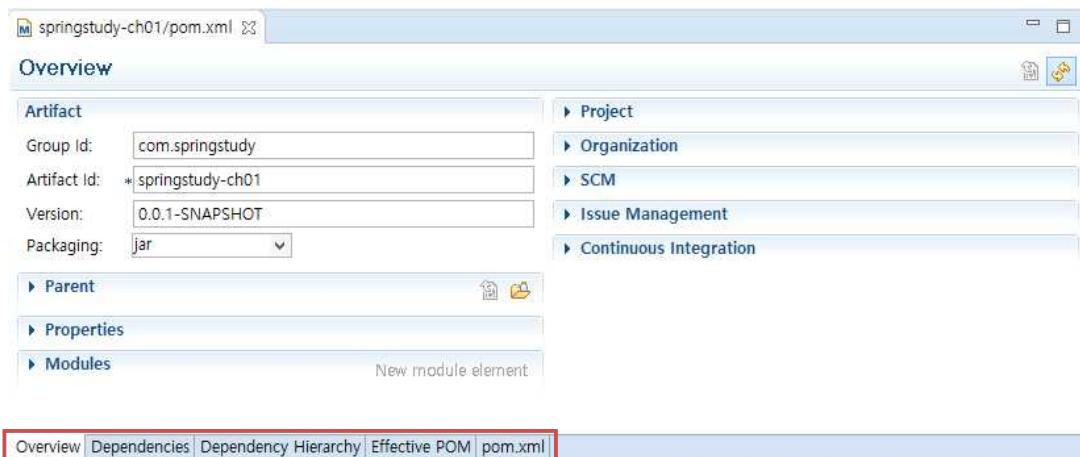 springstudy-ch01/pom.xml
Overview
Artifact
Group Id: com.springstudy
Artifact Id: * springstudy-ch01
Version: 0.0.1-SNAPSHOT
Packaging: jar
Parent
Properties
Modules New module element
Project
Organization
SCM
Issue Management
Continuous Integration
Overview Dependencies Dependency Hierarchy Effective POM pom.xml